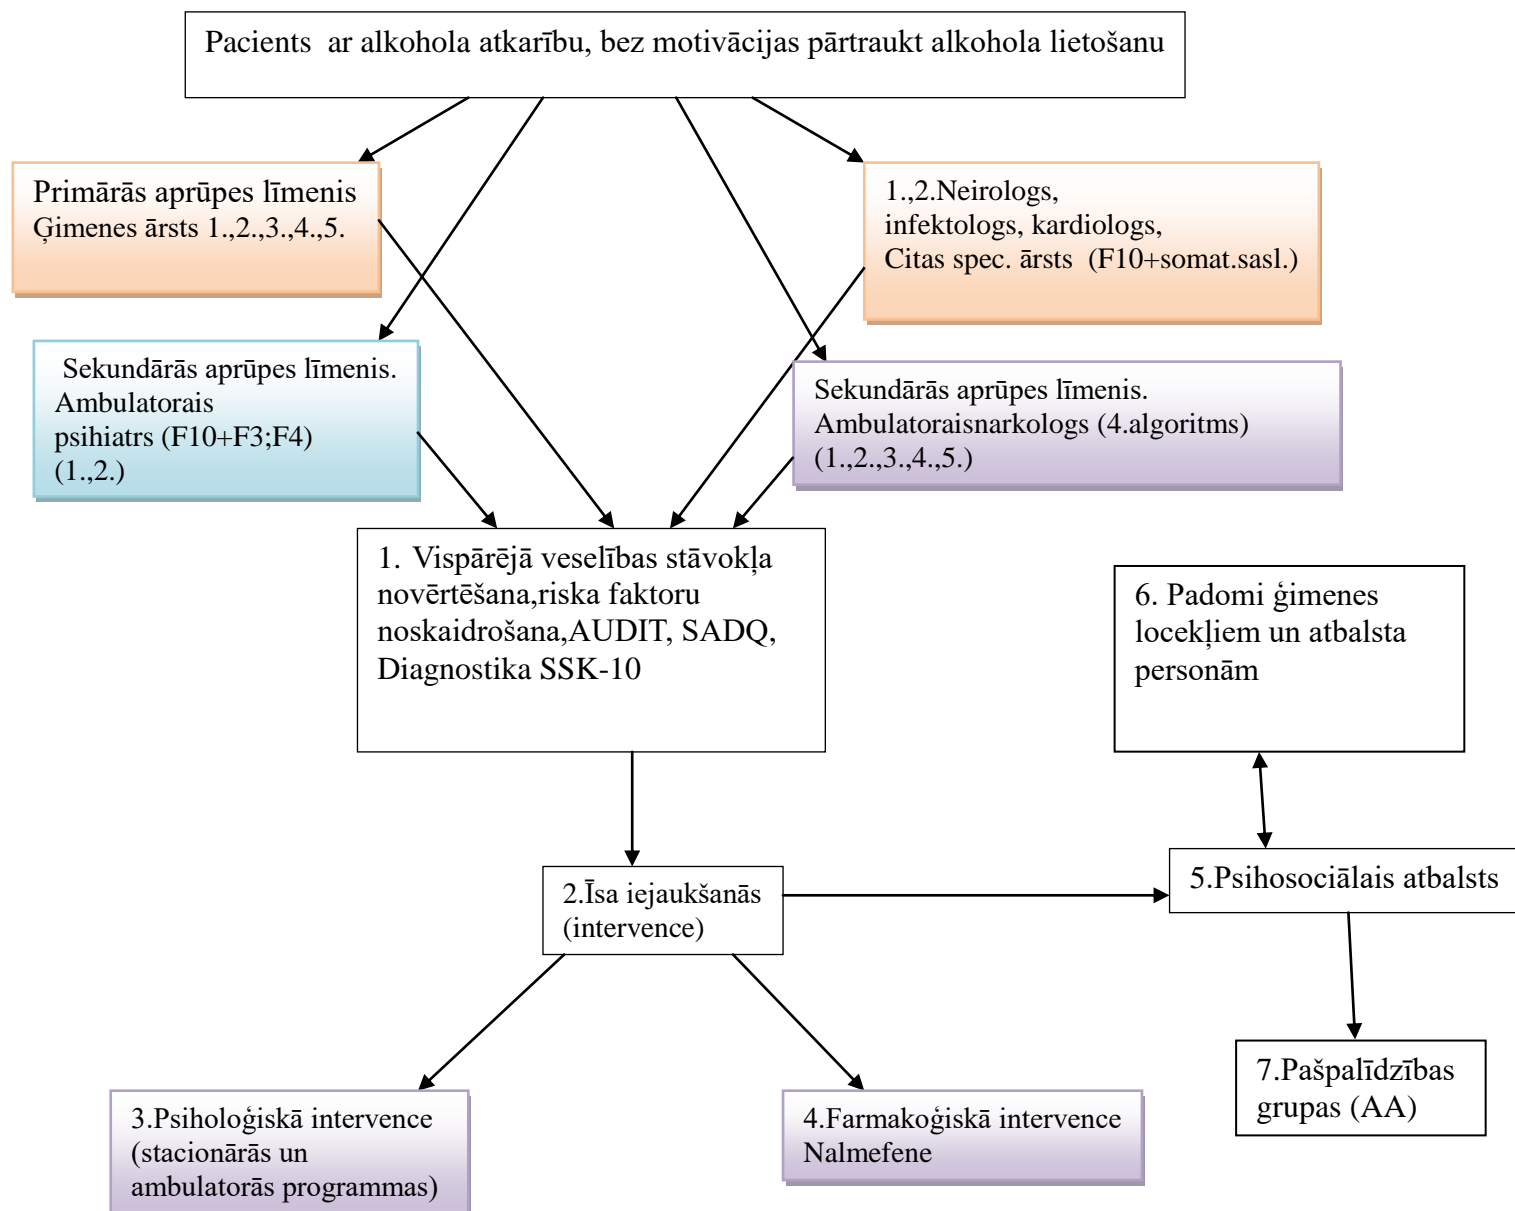 Pacients ar alkohola atkarību, bez motivācijas pārtraukt alkohola lietošanu
Primārās aprūpes līmenis
Ģimenes ārsts 1.,2.,3.,4.,5.
1.,2.Neirologs,
infektologs, kardiologs,
Citas spec. ārsts (F10+somat.sasl.)
Sekundārās aprūpes līmenis.
Ambulatorais
psihiatrs (F10+F3;F4)
(1.,2.)
Sekundārās aprūpes līmenis.
Ambulatoraisnarkologs (4.algoritms)
(1.,2.,3.,4.,5.)
1. Vispārējā veselības stāvokļa
novērtēšana,riska faktoru
noskaidrošana,AUDIT, SADQ,
Diagnostika SSK-10
6. Padomi ģimenes
locekļiem un atbalsta
personām
2.Īsa iejaukšanās
(intervence)
5.Psihosociālais atbalsts
3.Psiholoģiskā intervence
(stacionārās un
ambulatorās programmas)
4.Farmakoģiskā intervence
Nalmefene
7.Pašpalīdzības
grupas (AA)